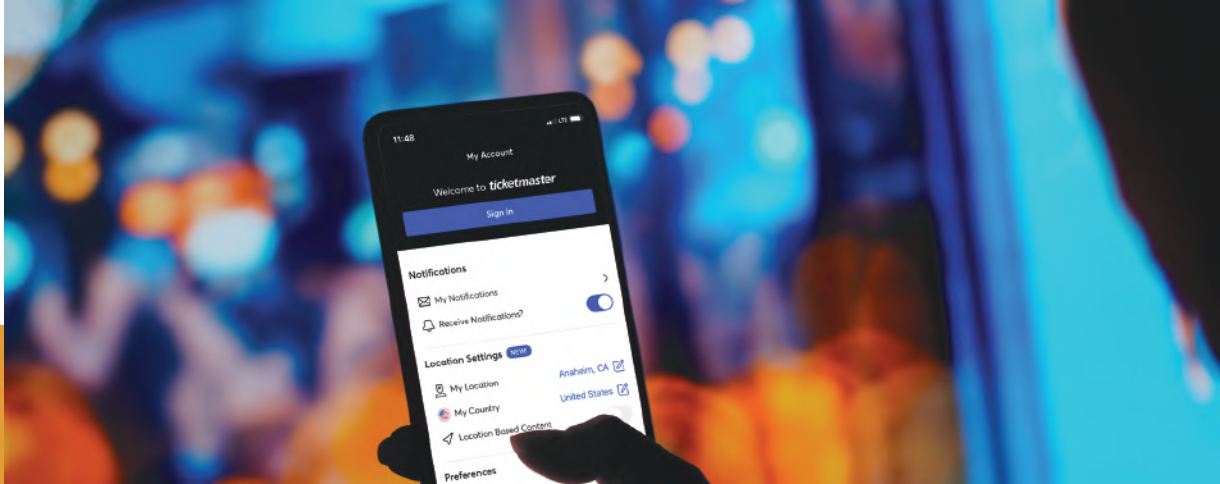 11:48
LTE
My Account
Welcome to ticketmaster
Sign In
Notifications
My Notifications
Receive Notifications?
Location Settings NEW!
My Location Anaheim, CA
My Country United States
Location Based Content
Preferences